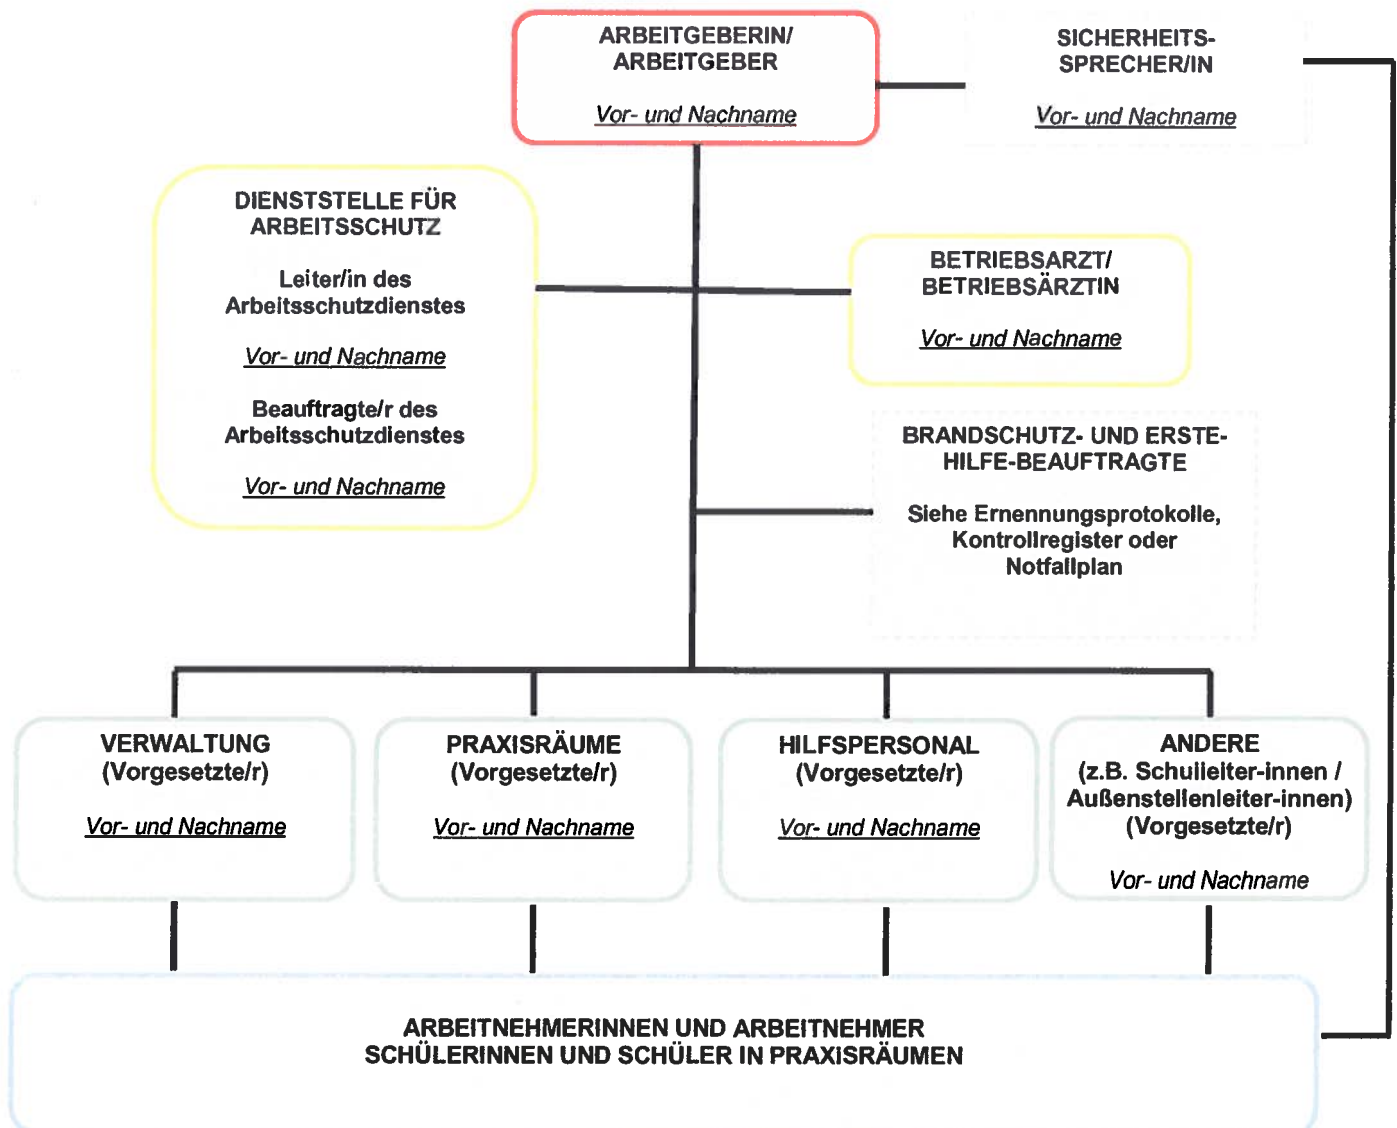 ARBEITGEBERIN/
ARBEITGEBER
Vor- und Nachname
SICHERHEITS-
SPRECHER/IN
Vor- und Nachname
DIENSTSTELLE FÜR
ARBEITSSCHUTZ
Leiter/in des
Arbeitsschutzdienstes
Vor- und Nachname
Beauftragte/r des
Arbeitsschutzdienstes
Vor- und Nachname
BETRIEBSARZT/
BETRIEBSÄRZTIN
Vor- und Nachname
BRANDSCHUTZ- UND ERSTE-
HILFE-BEAUFTRAGTE
Siehe Ernennungsprotokolle,
Kontrollregister oder
Notfallplan
VERWALTUNG
(Vorgesetzte/r)
Vor- und Nachname
PRAXISRÄUME
(Vorgesetzte/r)
Vor- und Nachname
HILFSPERSONAL
(Vorgesetzte/r)
Vor- und Nachname
ANDERE
(z.B. Schulleiter-innen /
Außenstellenleiter-innen)
(Vorgesetzte/r)
Vor- und Nachname
ARBEITNEHMERINNEN UND ARBEITNEHMER
SCHÜLERINNEN UND SCHÜLER IN PRAXISRÄUMEN